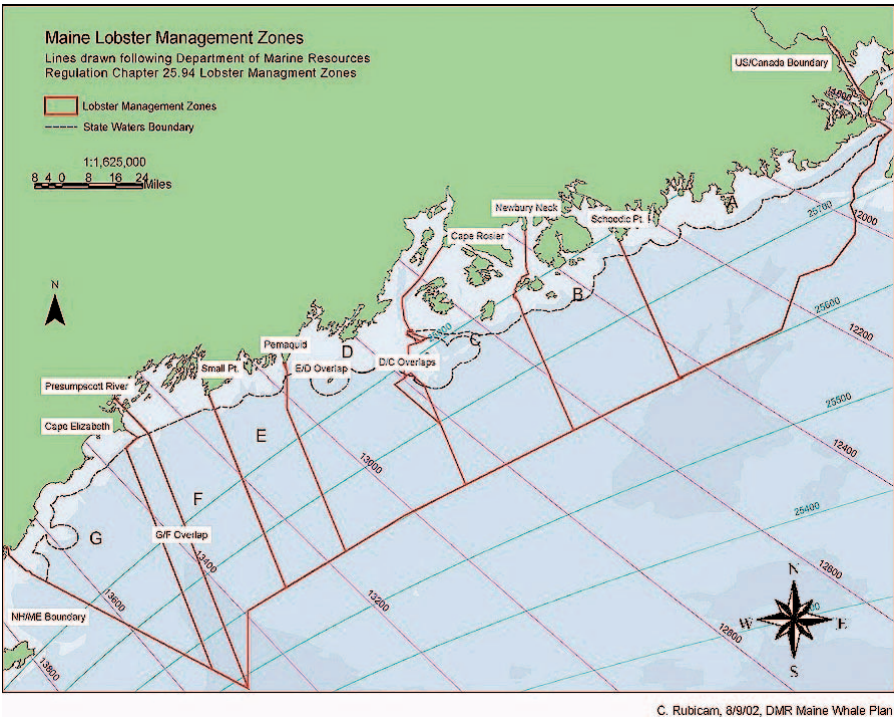 Maine Lobster Management Zones
Lines drawn following Department of Marine Resources
Regulation Chapter 25.94 Lobster Managment Zones
Lobster Management Zones
State Waters Boundary
1:1,625,000
8 4 0 8 16 24
Miles
US/Canada Boundary
Newbury Neck
Schoodic Pt.
A
12000
25700
Cape Rosier
N
B
25600
12200
C
Pemaquid
D
E/D Overlap
D/C Overlaps
Small Pt.
Presumpscott River
25500
Cape Elizabeth
E
12400
13000
F
25400
G
G/F Overlap
13400
12600
13600
13200
N
W E
S
NH/ME Boundary
12800
13800
C. Rubicam, 8/9/02, DMR Maine Whale Plan